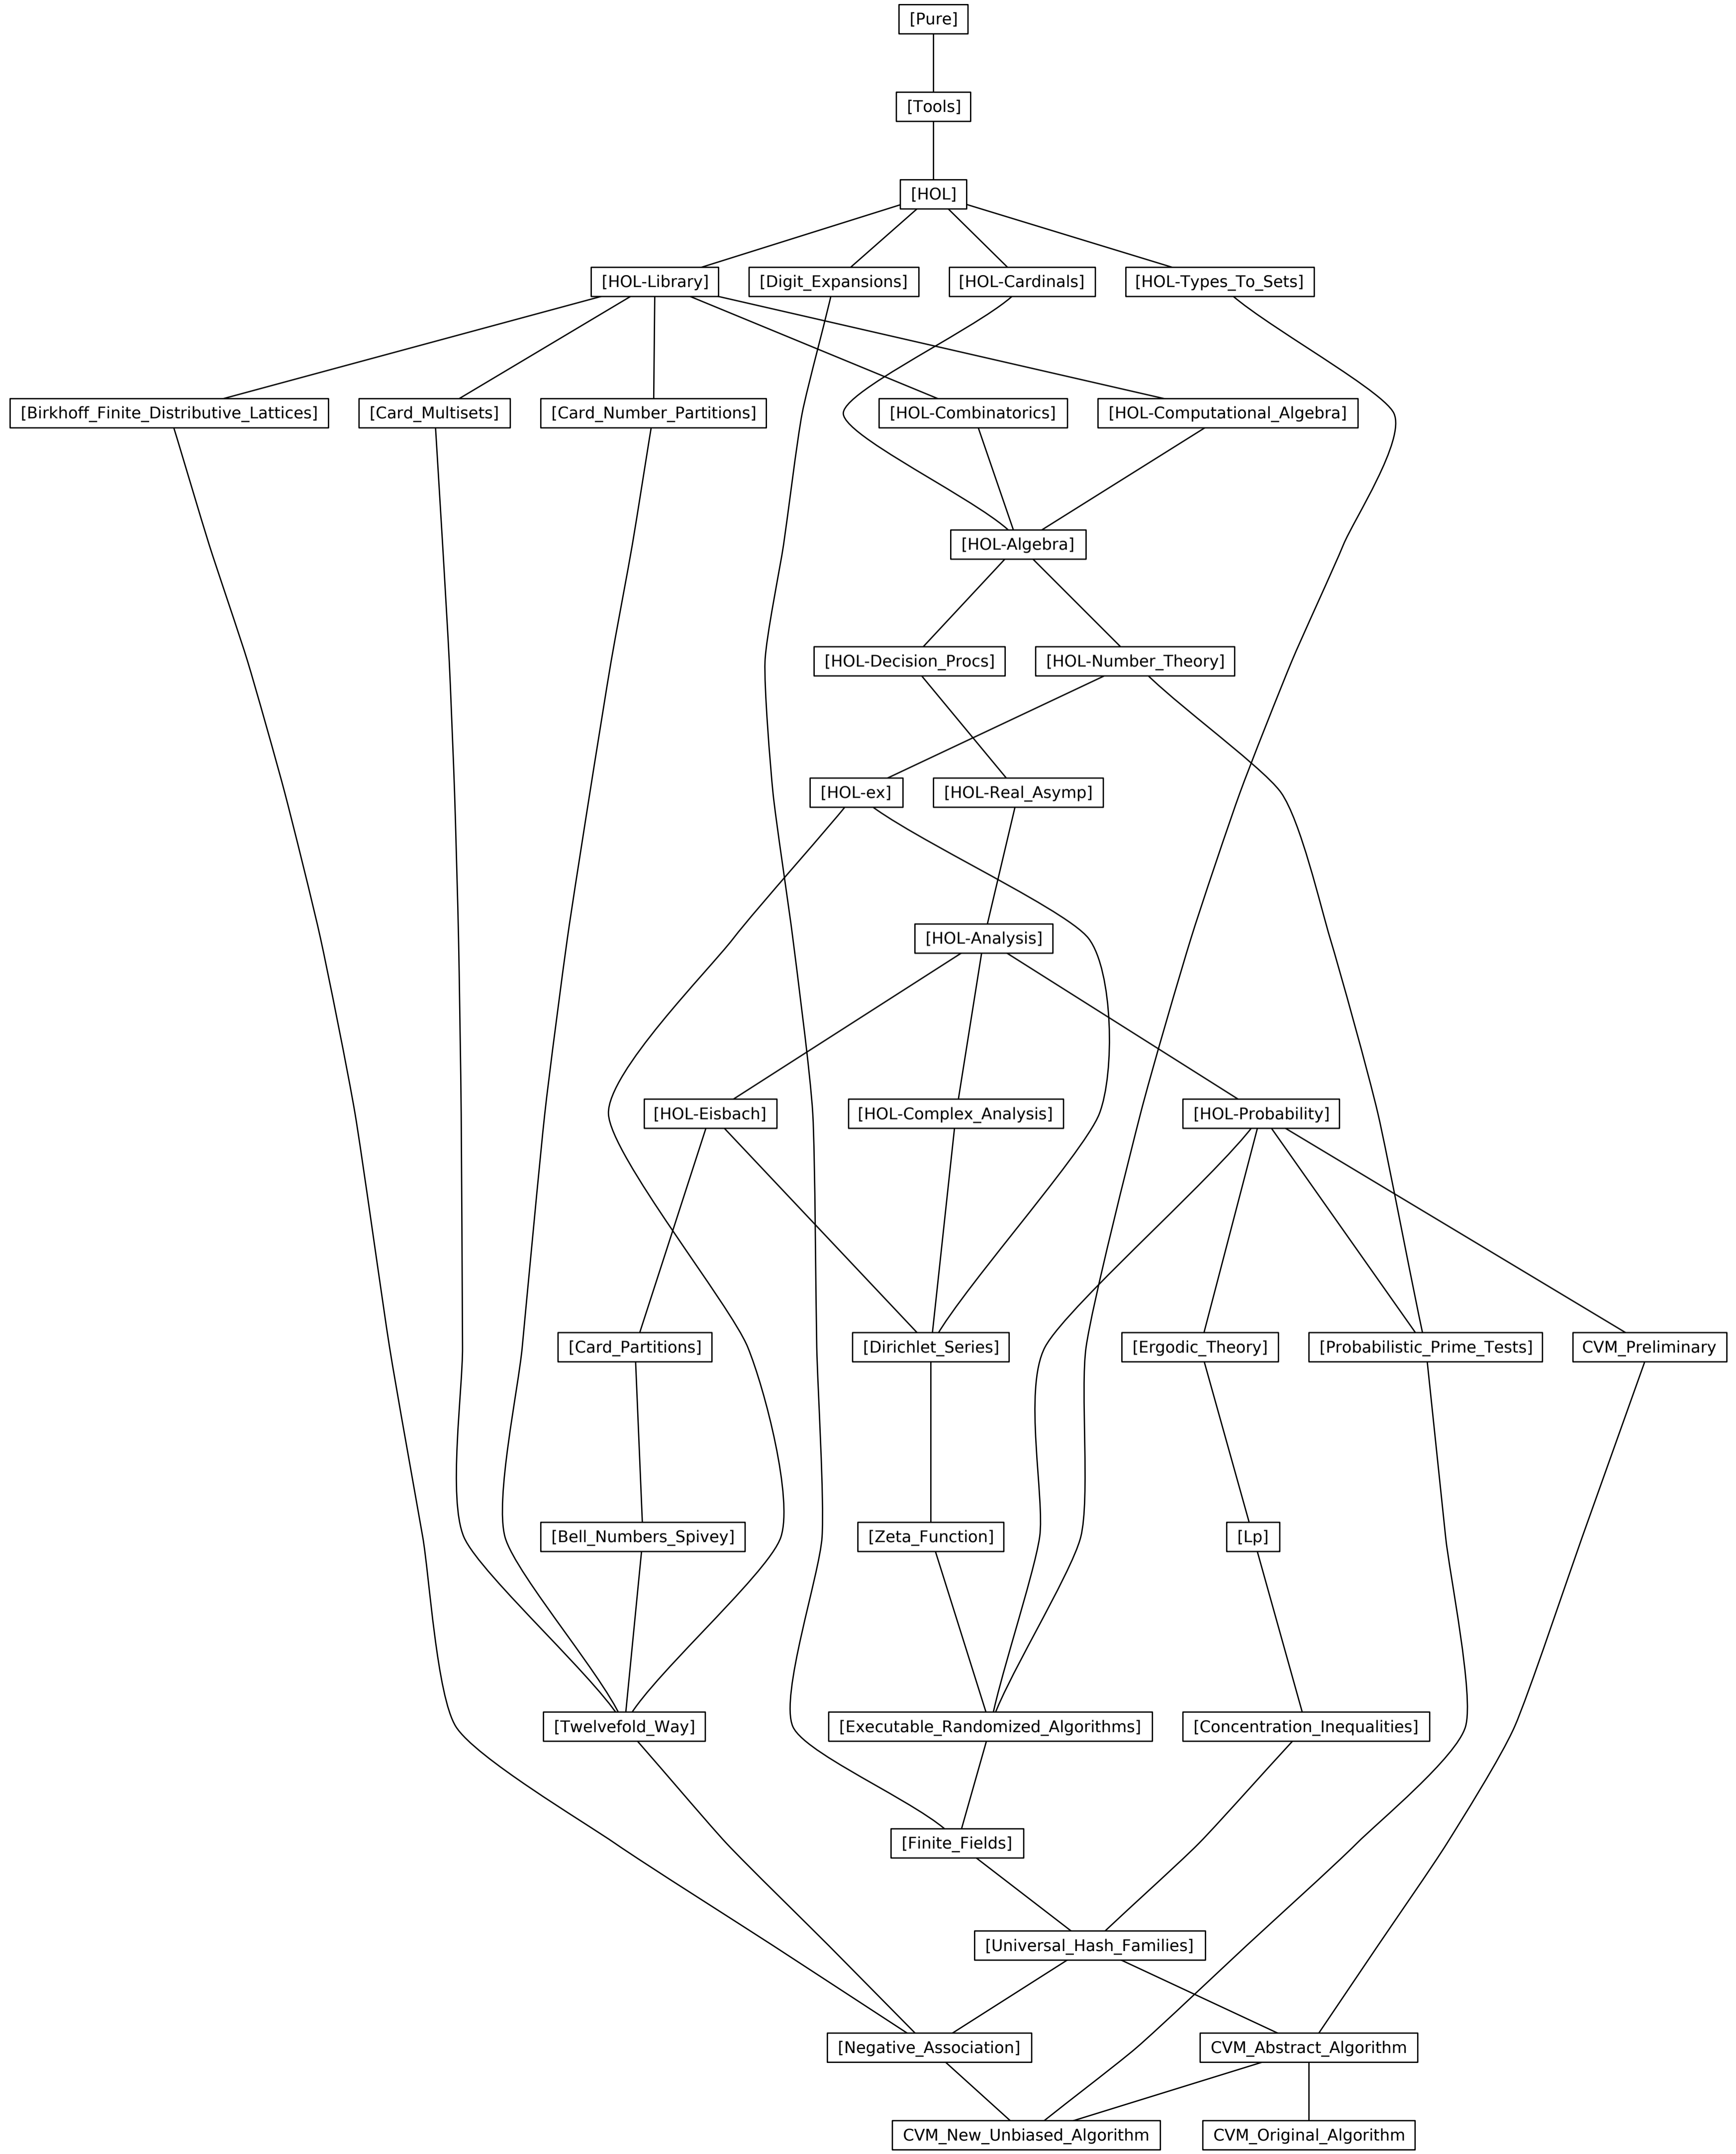 [Pure]
[Tools]
[HOL]
[HOL-Library]
[Digit_Expansions]
[HOL-Cardinals]
[HOL-Types_To_Sets]
[Birkhoff_Finite_Distributive_Lattices]
[Card_Multisets]
[Card_Number_Partitions]
[HOL-Combinatorics]
[HOL-Computational_Algebra]
[HOL-Algebra]
[HOL-Decision_Procs]
[HOL-Number_Theory]
[HOL-ex]
[HOL-Real_Asymp]
[HOL-Analysis]
[HOL-Eisbach]
[HOL-Complex_Analysis]
[HOL-Probability]
[Card_Partitions]
[Dirichlet_Series]
[Ergodic_Theory]
[Probabilistic_Prime_Tests]
CVM_Preliminary
[Bell_Numbers_Spivey]
[Zeta_Function]
[Lp]
[Twelvefold_Way]
[Executable_Randomized_Algorithms]
[Concentration_Inequalities]
[Finite_Fields]
[Universal_Hash_Families]
[Negative_Association]
CVM_Abstract_Algorithm
CVM_New_Unbiased_Algorithm
CVM_Original_Algorithm